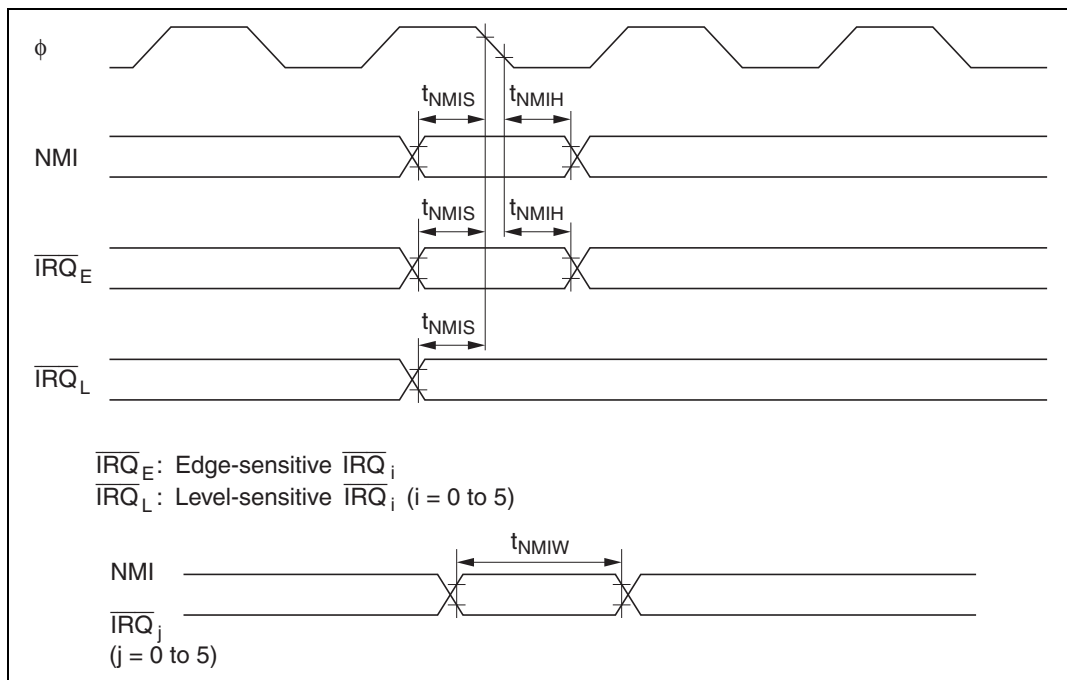 ϕ
tNMIS tNMIH
NMI
tNMIS tNMIH
IRQE
tNMIS
IRQL
IRQE: Edge-sensitive IRQi
IRQL: Level-sensitive IRQi (i = 0 to 5)
tNMIW
NMI
IRQj
(j = 0 to 5)